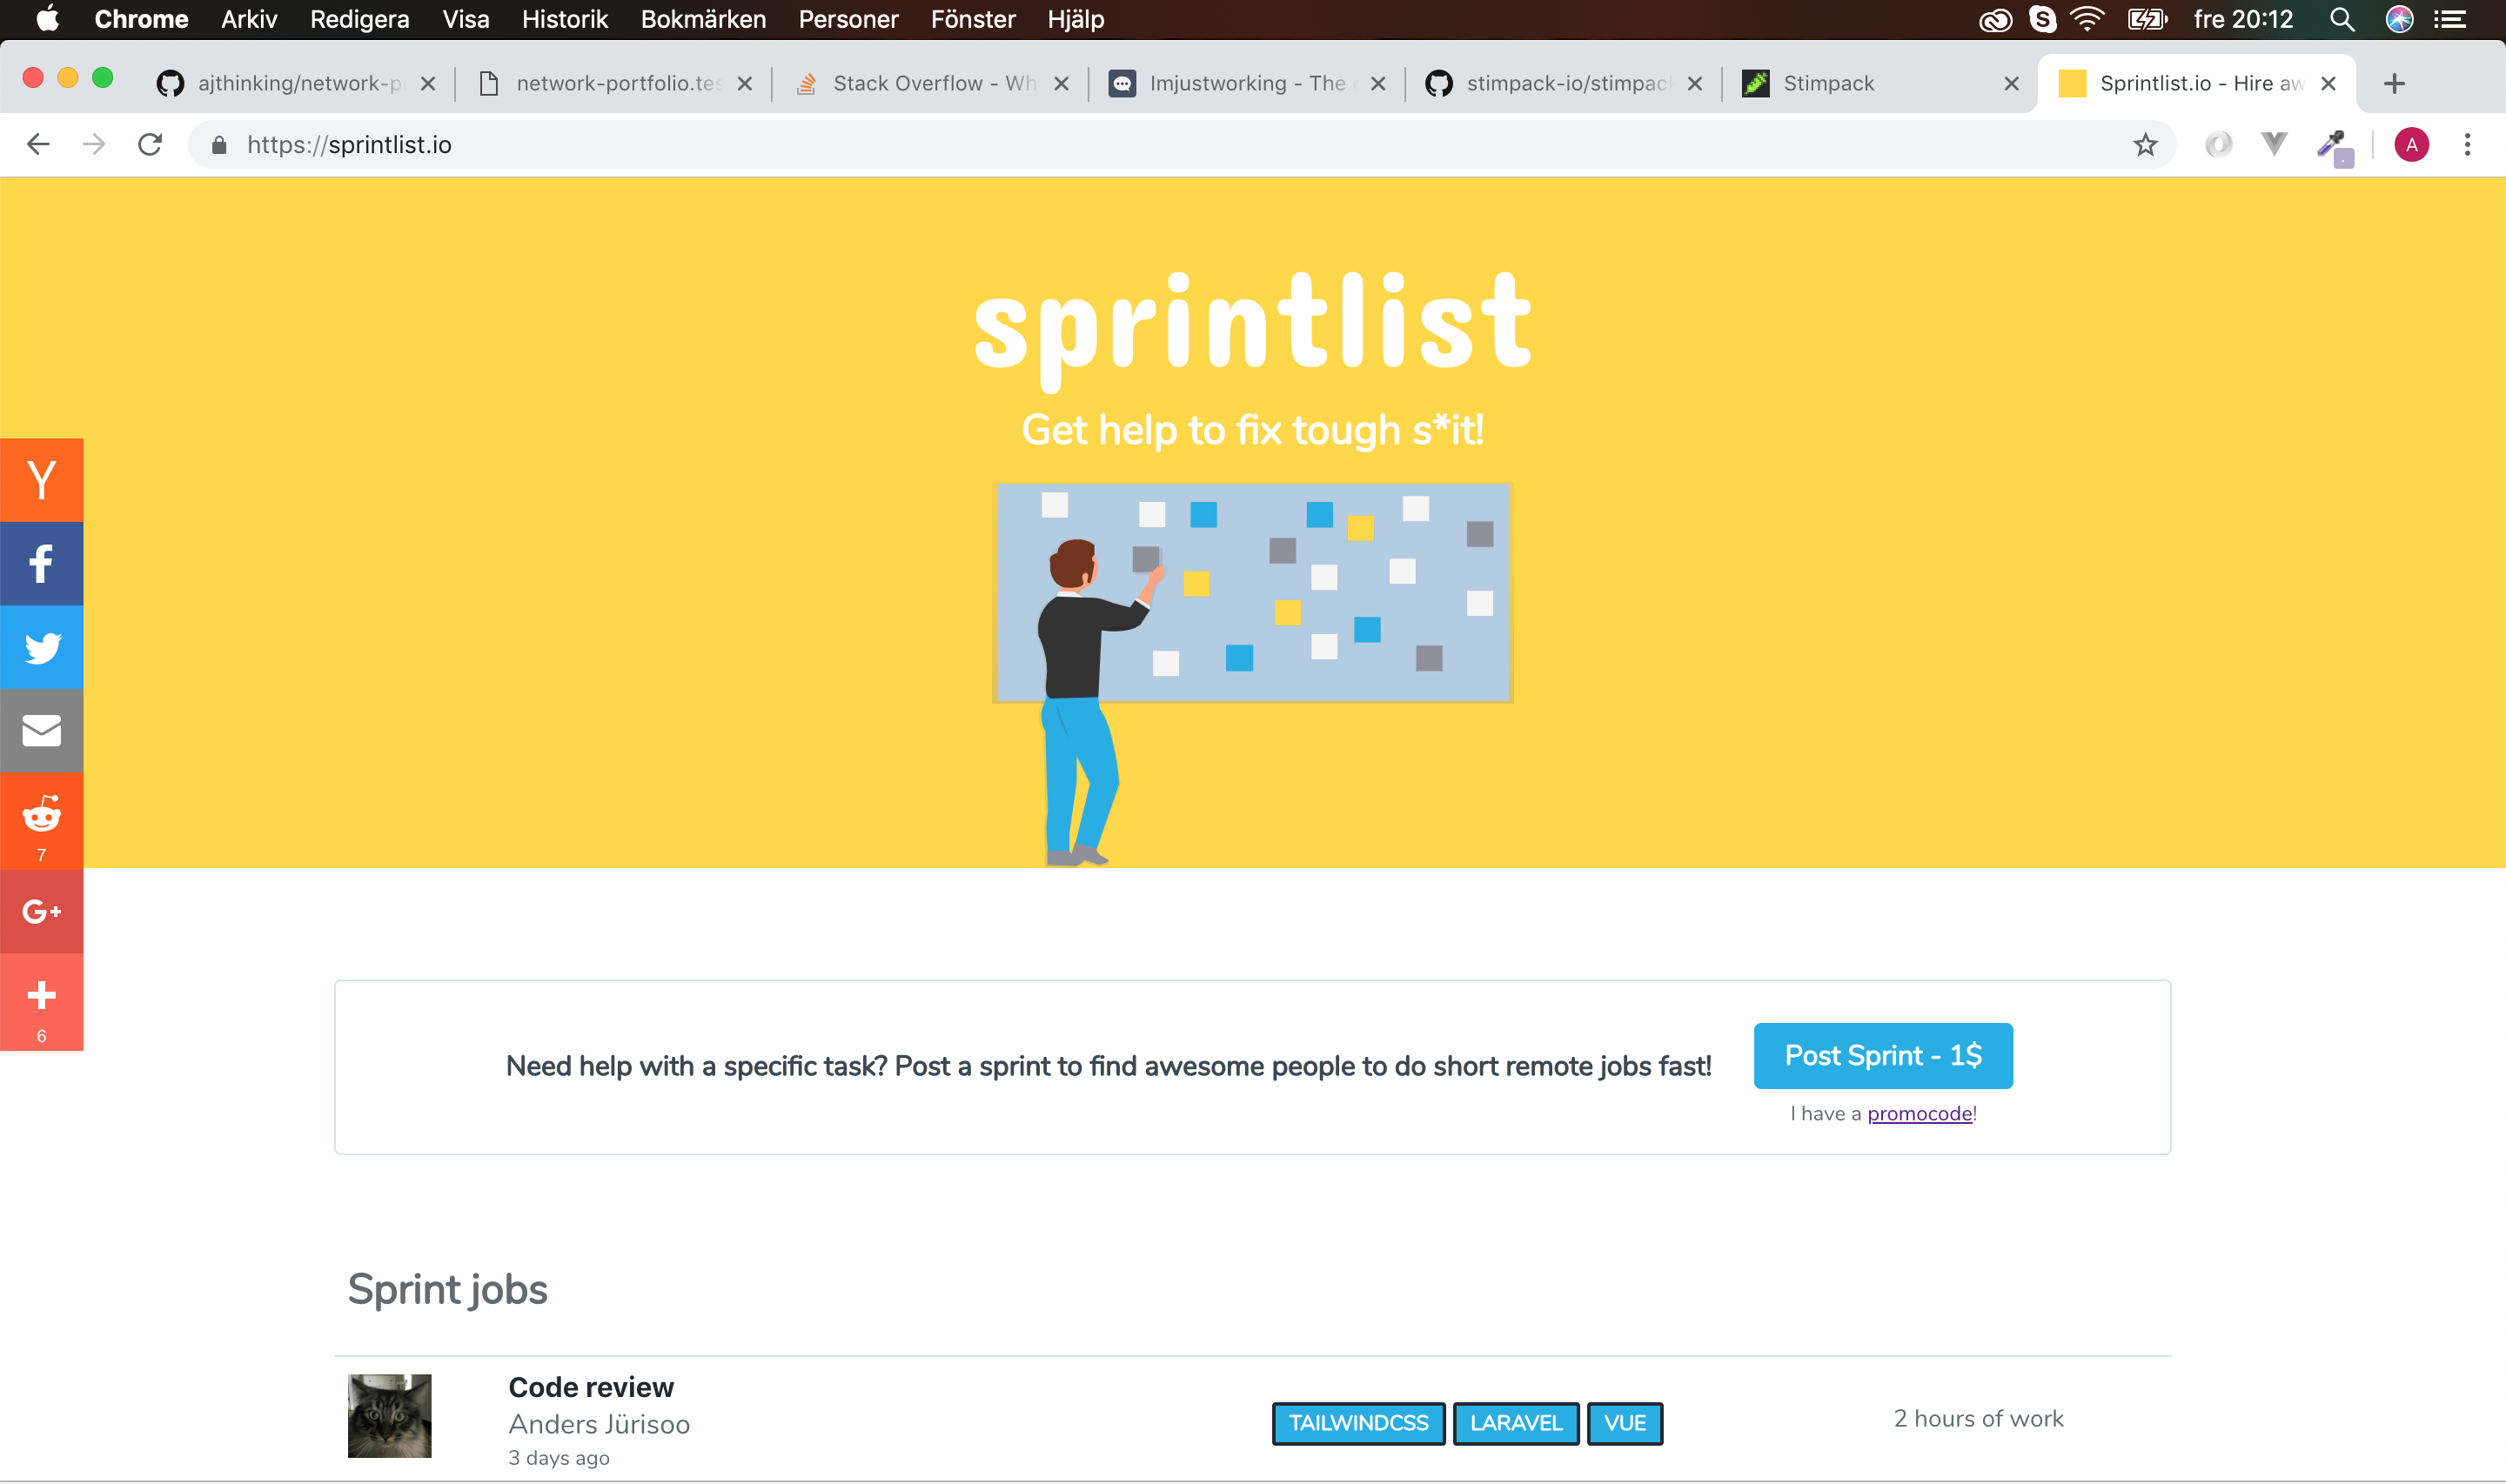 Chrome Arkiv Redigera Visa Historik Bokmärken Personer Fönster Hjälp fre 20:12
ajthinking/network-p network-portfolio.tes Stack Overflow - Wh Imjustworking - The stimpack-io/stimpac Stimpack Sprintlist.io - Hire aw
https://sprintlist.io A
sprintlist
Get help to fix tough s*it!
7
G+
6
Need help with a specific task? Post a sprint to find awesome people to do short remote jobs fast!
Post Sprint - 1$
I have a promocode!
Sprint jobs
Code review
Anders Jürisoo
3 days ago
TAILWINDCSS LARAVEL VUE
2 hours of work